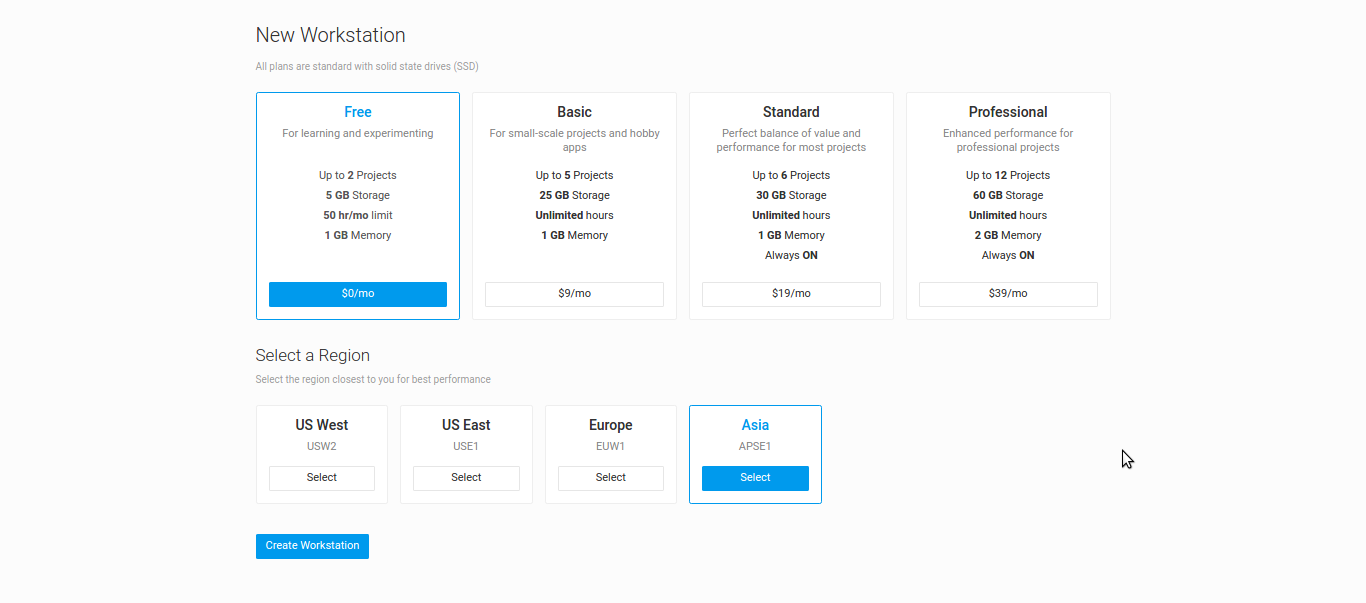 New Workstation
All plans are standard with solid state drives (SSD)
Free
For learning and experimenting
Up to 2 Projects
5 GB Storage
50 hr/mo limit
1 GB Memory
$0/mo
Basic
For small-scale projects and hobby
apps
Up to 5 Projects
25 GB Storage
Unlimited hours
1 GB Memory
$9/mo
Standard
Perfect balance of value and
performance for most projects
Up to 6 Projects
30 GB Storage
Unlimited hours
1 GB Memory
Always ON
$19/mo
Professional
Enhanced performance for
professional projects
Up to 12 Projects
60 GB Storage
Unlimited hours
2 GB Memory
Always ON
$39/mo
Select a Region
Select the region closest to you for best performance
US West
USW2
Select
US East
USE1
Select
Europe
EUW1
Select
Asia
APSE1
Select
Create Workstation